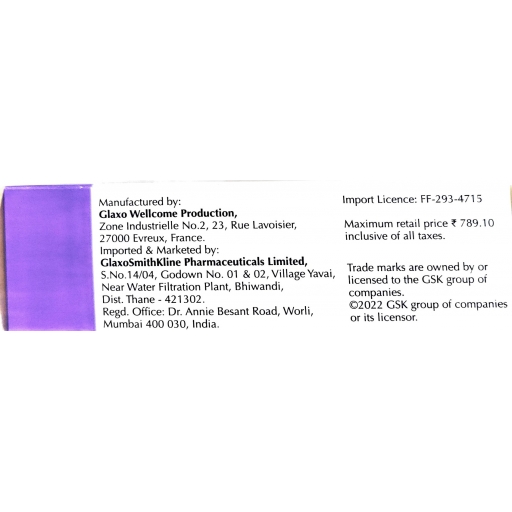 Manufactured by:
Glaxo Wellcome Production,
Zone Industrielle No.2, 23, Rue Lavoisier,
27000 Evreux, France.
Imported & Marketed by:
GlaxoSmithKline Pharmaceuticals Limited,
S.No.14/04, Godown No. 01 & 02, Village Yavai,
Near Water Filtration Plant, Bhiwandi,
Dist. Thane - 421302.
Regd. Office: Dr. Annie Besant Road, Worli,
Mumbai 400 030, India.
Import Licence: FF-293-4715
Maximum retail price ₹ 789.10
inclusive of all taxes.
Trade marks are owned by or
licensed to the GSK group of
companies.
©2022 GSK group of companies
or its licensor.